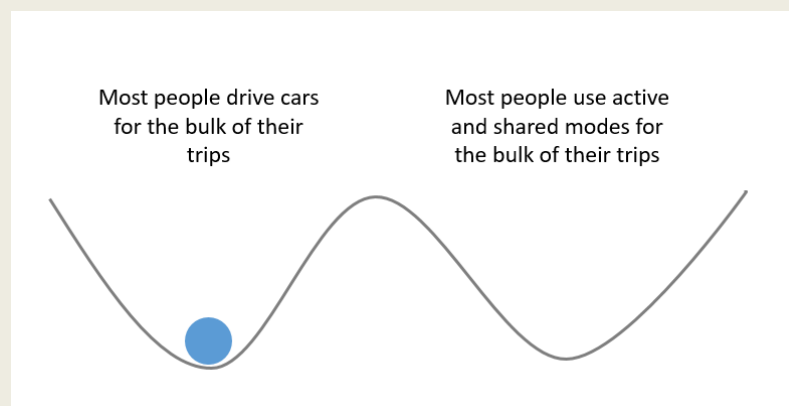 Most people drive cars
for the bulk of their
trips
Most people use active
and shared modes for
the bulk of their trips